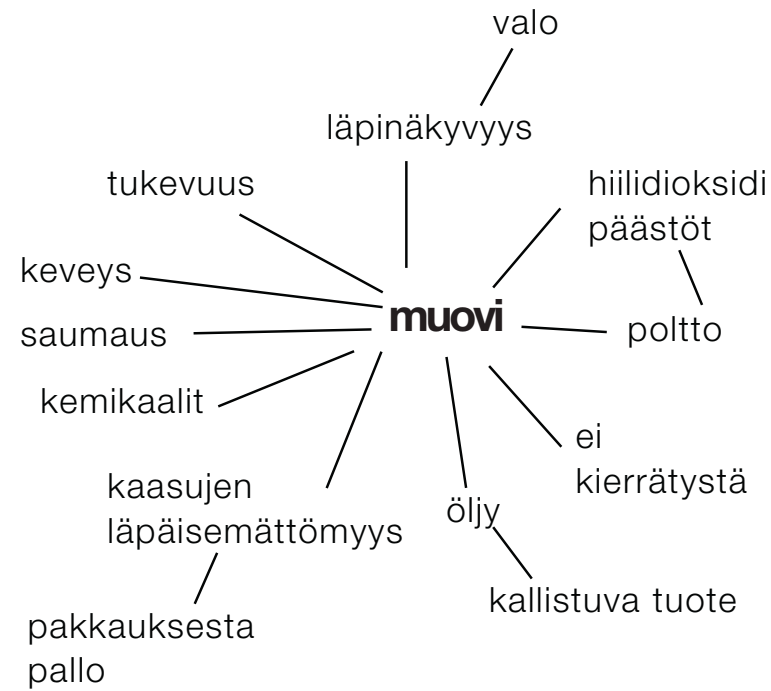 valo
läpinäkyvyys
tukevuus
hiilidioksidi
päästöt
keveys
muovi
saumaus
poltto
kemikaalit
ei
kierrätystä
kaasujen
läpäisemättömyys
öljy
kallistuva tuote
pakkauksesta
pallo